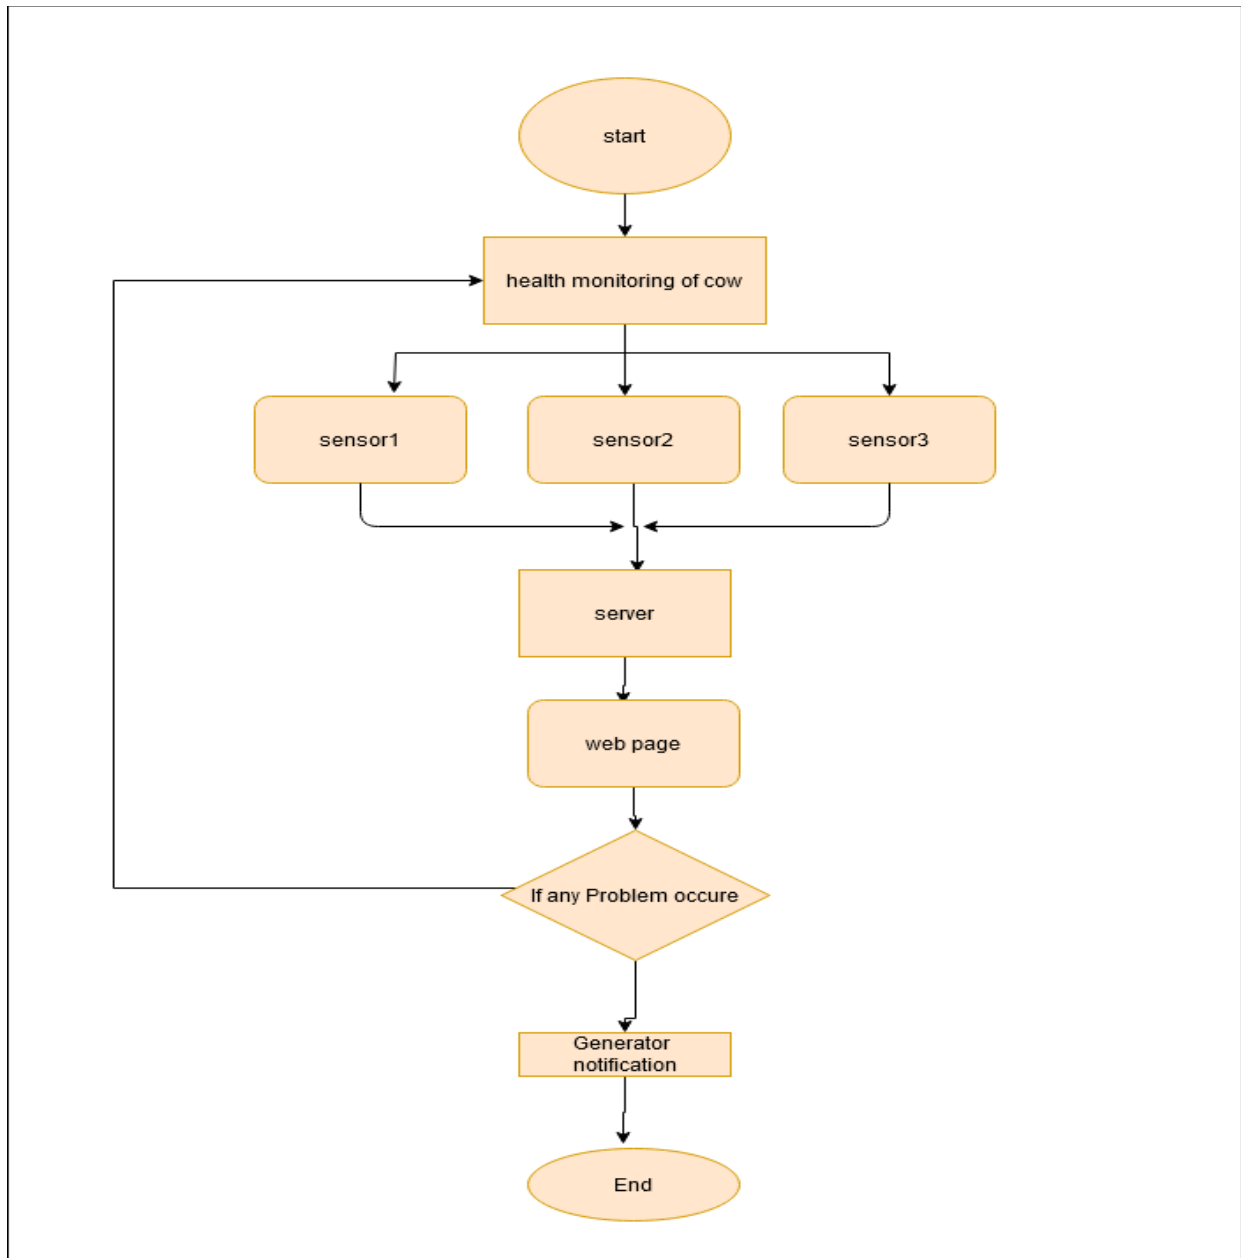 start
health monitoring of cow
sensor1
sensor2
sensor3
server
web page
If any Problem occure
Generator
notification
End